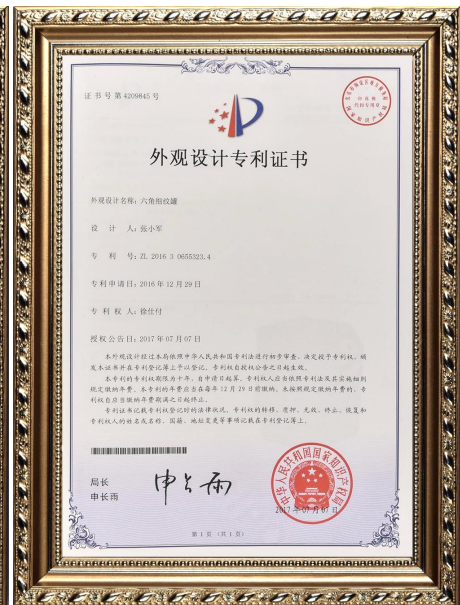 证书号第4209845号
外观设计专利证书
外观设计名称：六角细纹罐
设计人：张小军
专利号：ZL 2016 3 0655323.4
专利申请日：2016年12月29日
专利权人：徐仕付
授权公告日：2017年07月07日
本外观设计经过本局依照中华人民共和国专利法进行初步审查，决定授予专利权，颁
发本证书并在专利登记簿上予以登记。专利权自授权公告之日起生效。
本专利的专利权期限为十年，自申请日起算。专利权人应当依照专利法及其实施细则
规定缴纳年费。本专利的年费应当在每年12月29日前缴纳。未按照规定缴纳年费的，专
利权自应当缴纳年费期满之日起终止。
专利证书记载专利权登记时的法律状况。专利权的转移、质押、无效、终止、恢复和
专利权人的姓名或名称、国籍、地址变更等事项记载在专利登记簿上。
局长
申长雨
申长雨
中华人民共和国国家知识产权局
2017年07月07日
第1页（共1页）